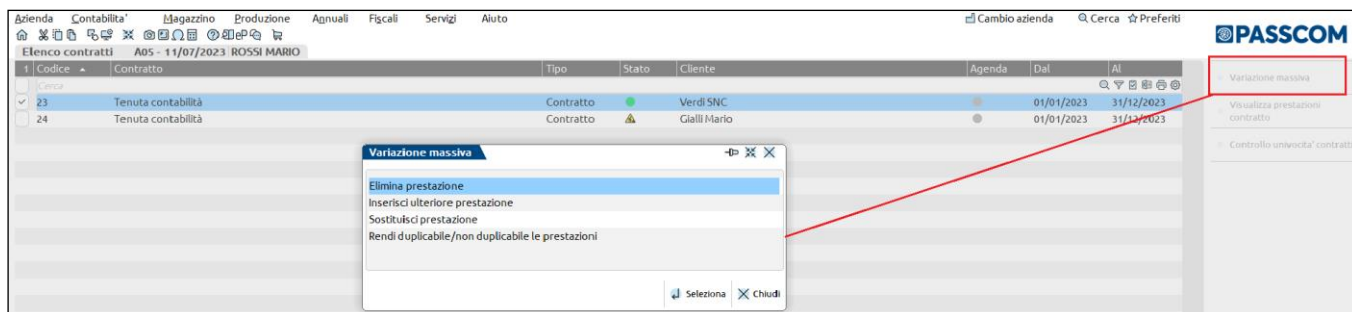 Azienda Contabilita' Magazzino Produzione Annuali Fiscali Servizi Aiuto Cambio azienda Cerca Preferiti
PASSCOM
Elenco contratti A05 - 11/07/2023 ROSSI MARIO
1 Codice Contratto Tipo Stato Cliente Agenda Dal Al
Cerca
23 Tenuta contabilità Contratto Verdi SNC 01/01/2023 31/12/2023
24 Tenuta contabilità Contratto Gialli Mario 01/01/2023 31/12/2023
Variazione massiva
Visualizza prestazioni
contratto
Controllo univocita' contratti
Variazione massiva
Elimina prestazione
Inserisci ulteriore prestazione
Sostituisci prestazione
Rendi duplicabile/non duplicabile le prestazioni
Seleziona Chiudi